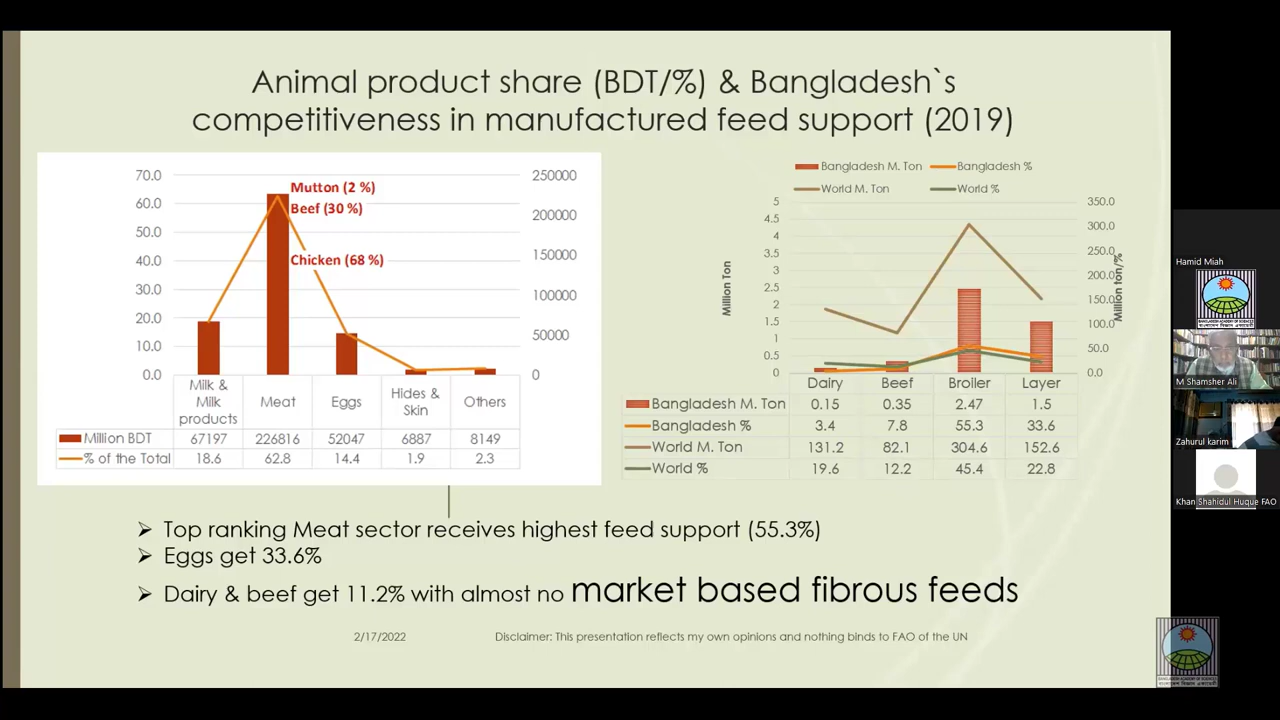 Animal product share (BDT/%) & Bangladesh`s
competitiveness in manufactured feed support (2019)
70.0
60.0
50.0
40.0
30.0
20.0
10.0
0.0
250000
200000
150000
100000
50000
0
Mutton (2 %)
Beef (30 %)
Chicken (68 %)
Milk & Milk products Meat Eggs Hides & Skin Others
Million BDT 67197 226816 52047 6887 8149
% of the Total 18.6 62.8 14.4 1.9 2.3
Bangladesh M. Ton Bangladesh %
World M. Ton World %
5
4.5
4
3.5
3
2.5
2
1.5
1
0.5
0
Million Ton
350.0
300.0
250.0
200.0
150.0
100.0
50.0
0.0
Million ton/%
Dairy Beef Broiler Layer
Bangladesh M. Ton 0.15 0.35 2.47 1.5
Bangladesh % 3.4 7.8 55.3 33.6
World M. Ton 131.2 82.1 304.6 152.6
World % 19.6 12.2 45.4 22.8
Top ranking Meat sector receives highest feed support (55.3%)
Eggs get 33.6%
Dairy & beef get 11.2% with almost no market based fibrous feeds
2/17/2022 Disclaimer: This presentation reflects my own opinions and nothing binds to FAO of the UN
Hamid Miah
M Shamsher Ali
Zahurul karim
Khan Shahidul Huque FAO